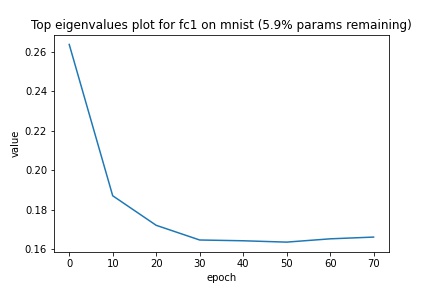 Top eigenvalues plot for fc1 on mnist (5.9% params remaining)
0.26
0.24
0.22
0.20
0.18
0.16
value
0 10 20 30 40 50 60 70
epoch